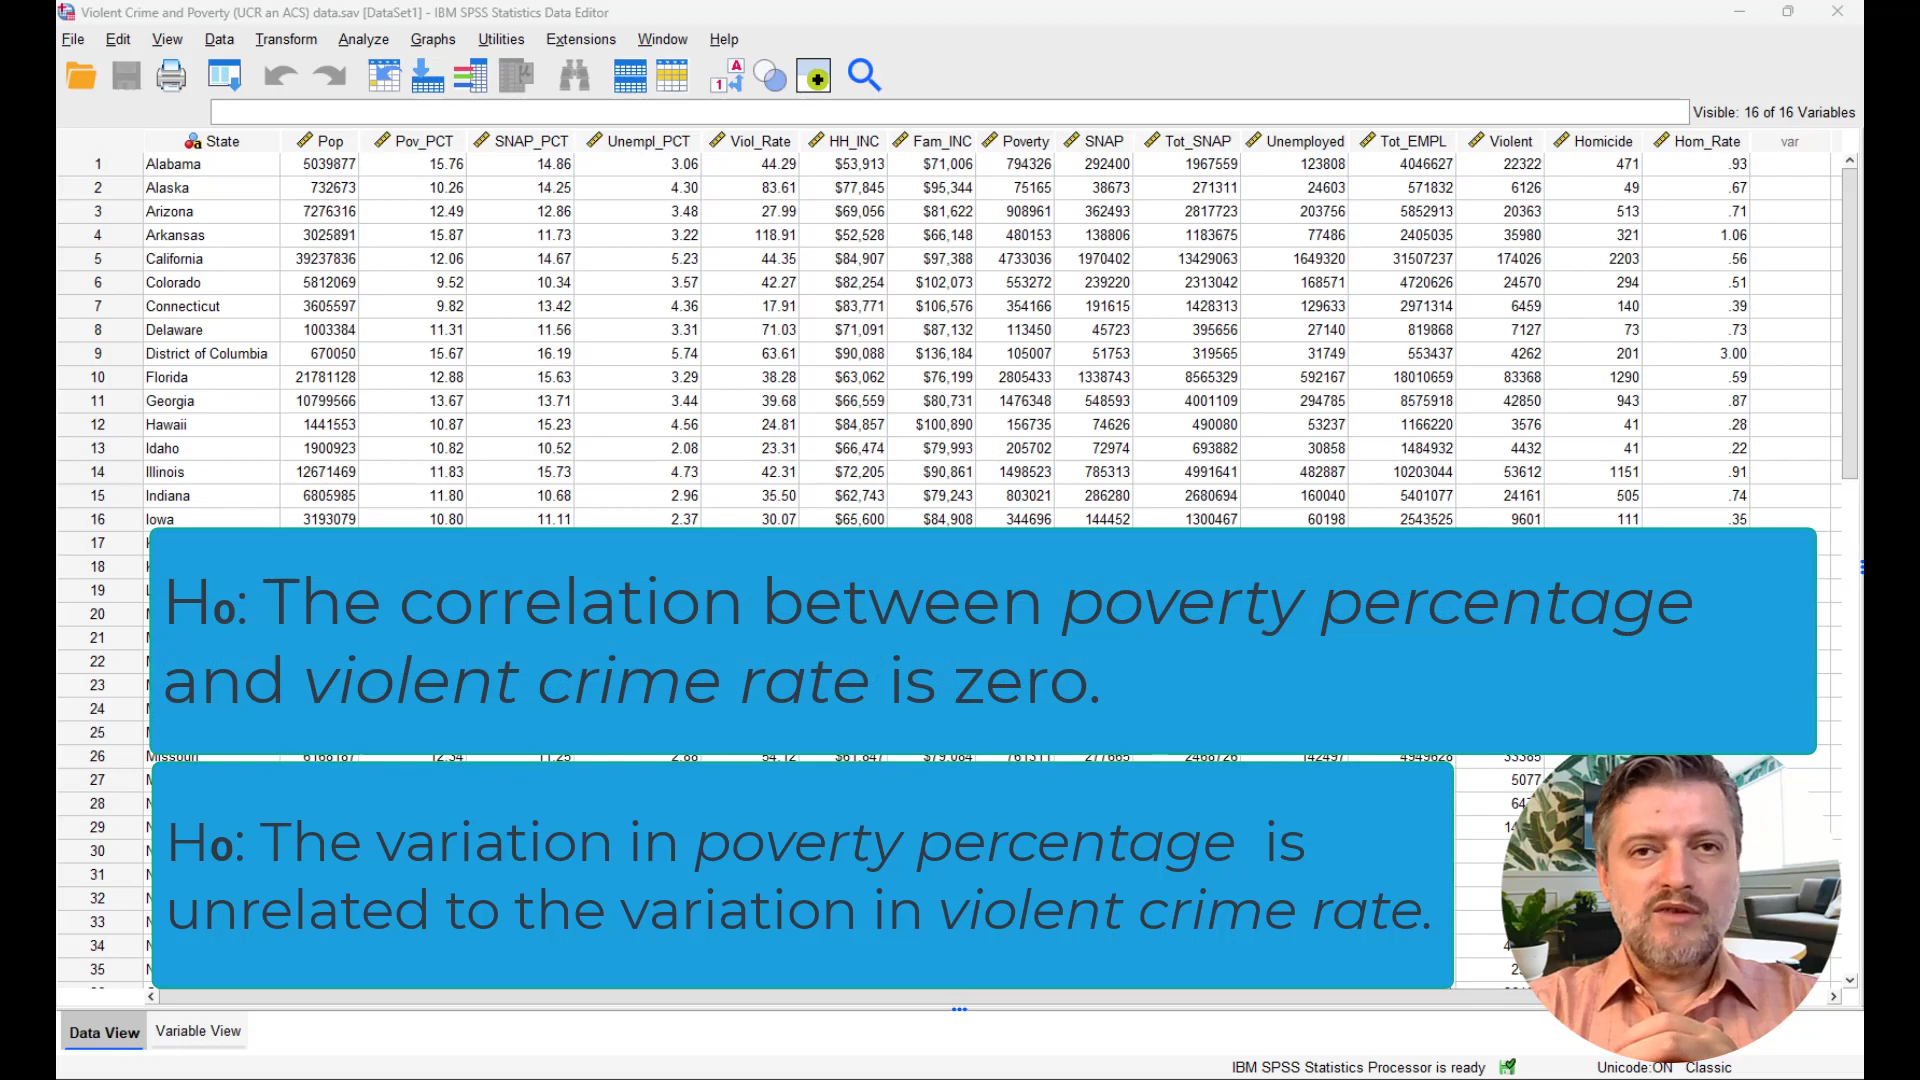 Violent Crime and Poverty (UCR an ACS) data.sav [DataSet1] - IBM SPSS Statistics Data Editor
File Edit View Data Transform Analyze Graphs Utilities Extensions Window Help
Visible: 16 of 16 Variables
State Pop Pov_PCT SNAP_PCT Unempl_PCT Viol_Rate HH_INC Fam_INC Poverty SNAP Tot_SNAP Unemployed Tot_EMPL Violent Homicide Hom_Rate var
1 Alabama 5039877 15.76 14.86 3.06 44.29 $53,913 $71,006 794326 292400 1967559 123808 4046627 22322 471 .93
2 Alaska 732673 10.26 14.25 4.30 83.61 $77,845 $95,344 75165 38673 271311 24603 571832 6126 49 .67
3 Arizona 7276316 12.49 12.86 3.48 27.99 $69,056 $81,622 908961 362493 2817723 203756 5852913 20363 513 .71
4 Arkansas 3025891 15.87 11.73 3.22 118.91 $52,528 $66,148 480153 138806 1183675 77486 2405035 35980 321 1.06
5 California 39237836 12.06 14.67 5.23 44.35 $84,907 $97,388 4733036 1970402 13429063 1649320 31507237 174026 2203 .56
6 Colorado 5812069 9.52 10.34 3.57 42.27 $82,254 $102,073 553272 239220 2313042 168571 4720626 24570 294 .51
7 Connecticut 3605597 9.82 13.42 4.36 17.91 $83,771 $106,576 354166 191615 1428313 129633 2971314 6459 140 .39
8 Delaware 1003384 11.31 11.56 3.31 71.03 $71,091 $87,132 113450 45723 395656 27140 819868 7127 73 .73
9 District of Columbia 670050 15.67 16.19 5.74 63.61 $90,088 $136,184 105007 51753 319565 31749 553437 4262 201 3.00
10 Florida 21781128 12.88 15.63 3.29 38.28 $63,062 $76,199 2805433 1338743 8565329 592167 18010659 83368 1290 .59
11 Georgia 10799566 13.67 13.71 3.44 39.68 $66,559 $80,731 1476348 548593 4001109 294785 8575918 42850 943 .87
12 Hawaii 1441553 10.87 15.23 4.56 24.81 $84,857 $100,890 156735 74626 490080 53237 1166220 3576 41 .28
13 Idaho 1900923 10.82 10.52 2.08 23.31 $66,474 $79,993 205702 72974 693882 30858 1484932 4432 41 .22
14 Illinois 12671469 11.83 15.73 4.73 42.31 $72,205 $90,861 1498523 785313 4991641 482887 10203044 53612 1151 .91
15 Indiana 6805985 11.80 10.68 2.96 35.50 $62,743 $79,243 803021 286280 2680694 160040 5401077 24161 505 .74
16 Iowa 3193079 10.80 11.11 2.37 30.07 $65,600 $84,908 344696 144452 1300467 60198 2543525 9601 111 .35
17
18
19
20
21
22
23
24
25
H₀: The correlation between poverty percentage
and violent crime rate is zero.
26 Missouri 6168187 12.34 11.25 2.88 54.12 $61,847 $79,084 761311 277665 2468726 142497 4949628 33385
27 5077
28
29
30
31
32
33
34
35
H₀: The variation in poverty percentage is
unrelated to the variation in violent crime rate.
Data View Variable View
IBM SPSS Statistics Processor is ready Unicode:ON Classic